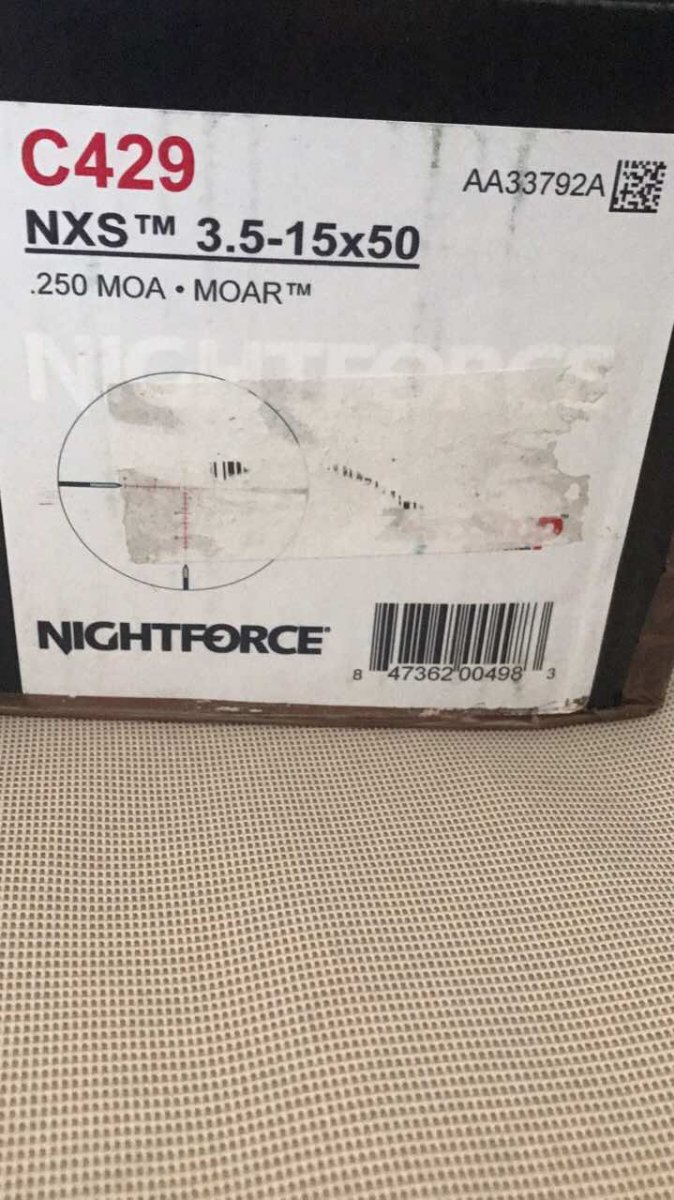 C429
AA33792A
NXS™ 3.5-15x50
.250 MOA • MOAR™
NIGHTFORCE
NIGHTFORCE®
8 47362 00498 3